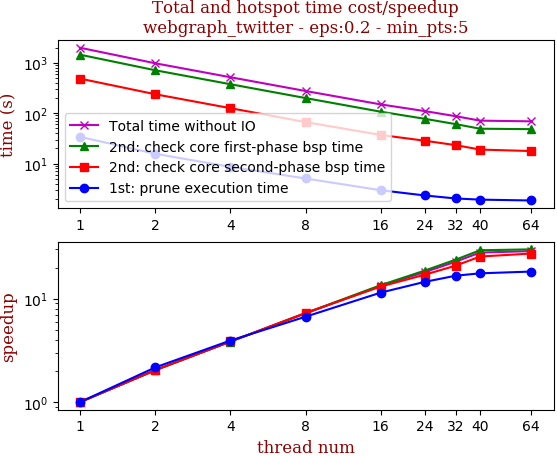 Total and hotspot time cost/speedup
webgraph_twitter - eps:0.2 - min_pts:5
time (s)
10³
10²
10¹
Total time without IO
2nd: check core first-phase bsp time
2nd: check core second-phase bsp time
1st: prune execution time
1 2 4 8 16 24 32 40 64
speedup
10¹
10⁰
1 2 4 8 16 24 32 40 64
thread num